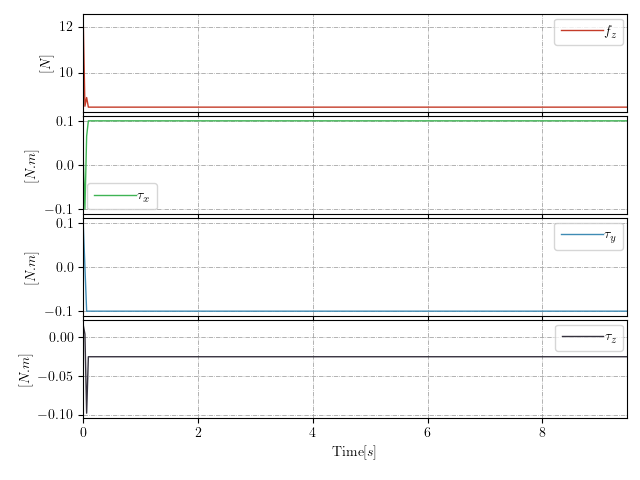 12
10
[N]
f_z
0.1
0.0
−0.1
[N.m]
τ_x
0.1
0.0
−0.1
[N.m]
τ_y
0.00
−0.05
−0.10
[N.m]
τ_z
0 2 4 6 8
Time[s]